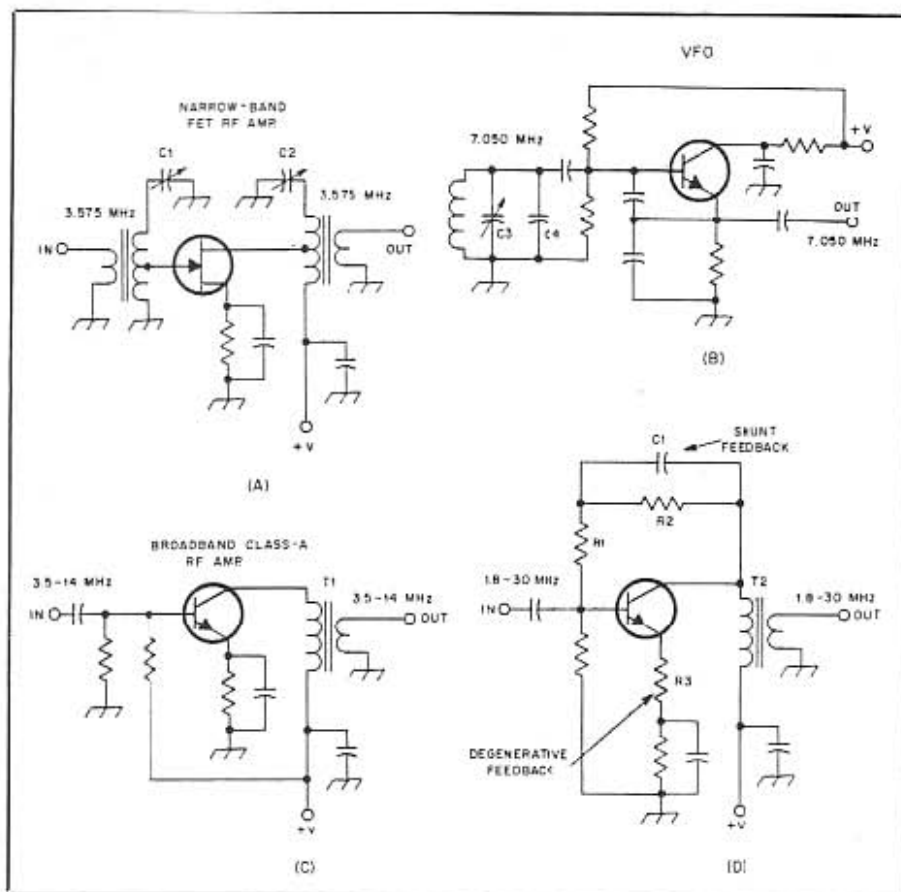 NARROW-BAND
FET RF AMP.
C1
C2
3.575 MHz
3.575 MHz
IN
OUT
+V
(A)
VFO
7.050 MHz
+V
C3
C4
OUT
7.050 MHz
(B)
BROADBAND CLASS-A
RF AMP.
3.5-14 MHz
T1
3.5-14 MHz
IN
OUT
+V
(C)
C1
SHUNT
FEEDBACK
R2
R1
1.8-30 MHz
T2
1.8-30 MHz
IN
OUT
R3
DEGENERATIVE
FEEDBACK
+V
(D)